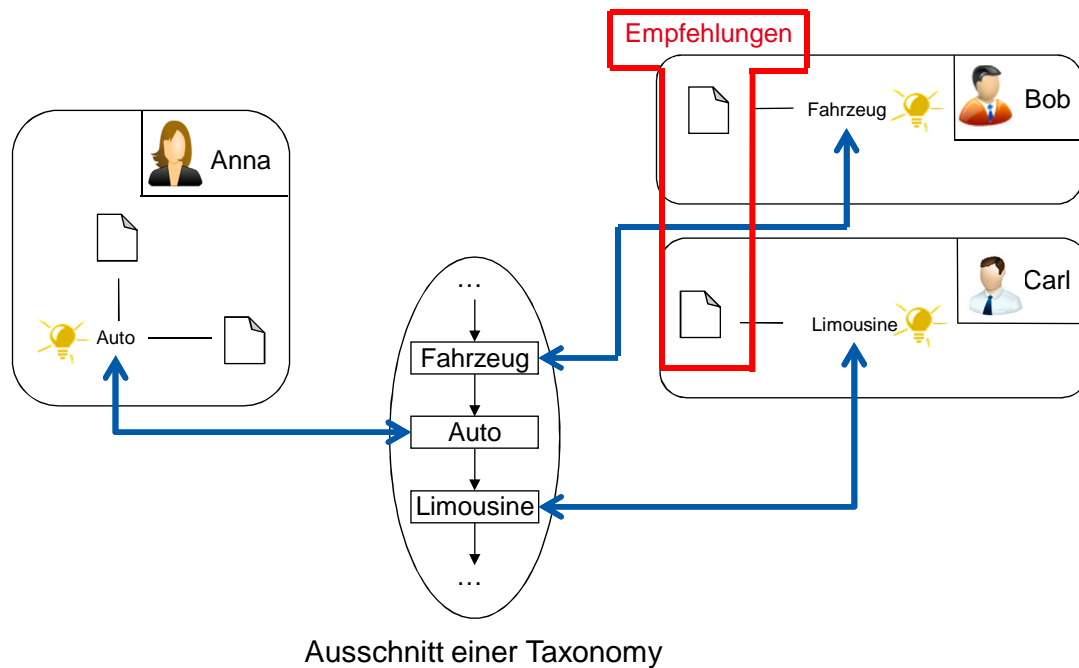 Empfehlungen
Fahrzeug
Bob
Anna
Carl
Limousine
Auto
…
Fahrzeug
Auto
Limousine
…
Ausschnitt einer Taxonomy